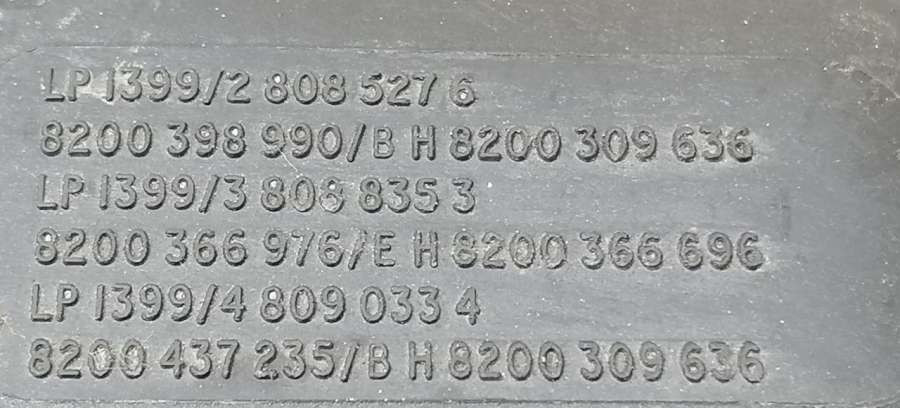 LP 1399/2 808 527 6
8200 398 990/B H 8200 309 636
LP 1399/3 808 835 3
8200 366 976/E H 8200 366 696
LP 1399/4 809 033 4
8200 437 235/B H 8200 309 636